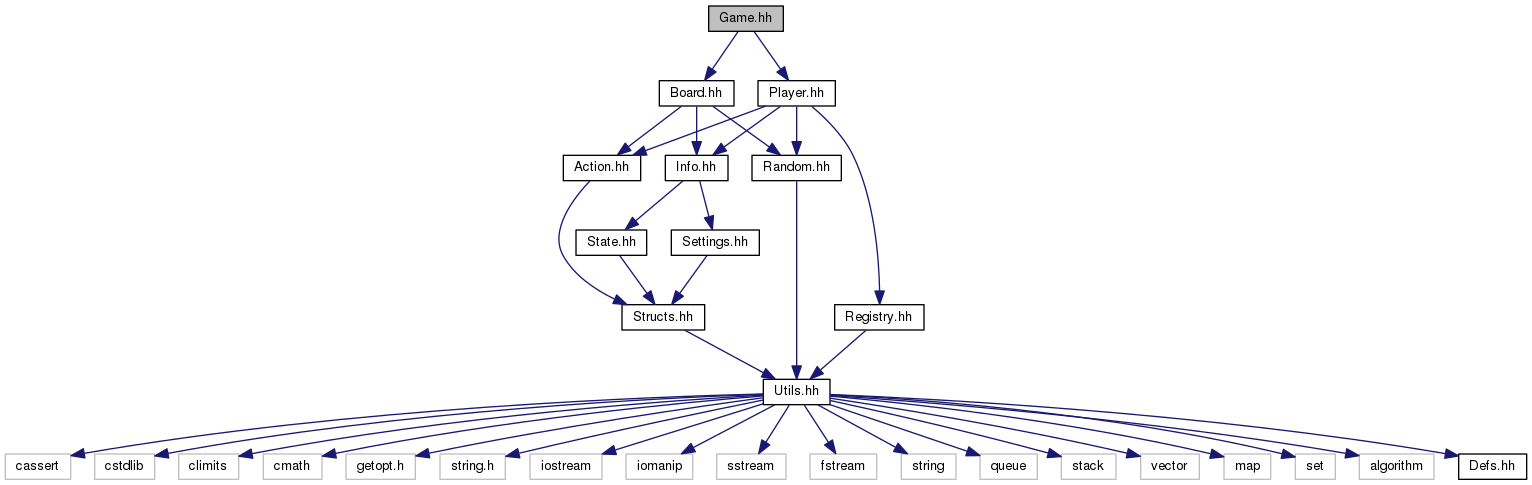 Game.hh
Board.hh
Player.hh
Action.hh
Info.hh
Random.hh
State.hh
Settings.hh
Structs.hh
Registry.hh
Utils.hh
cassert
cstdlib
climits
cmath
getopt.h
string.h
iostream
iomanip
sstream
fstream
string
queue
stack
vector
map
set
algorithm
Defs.hh